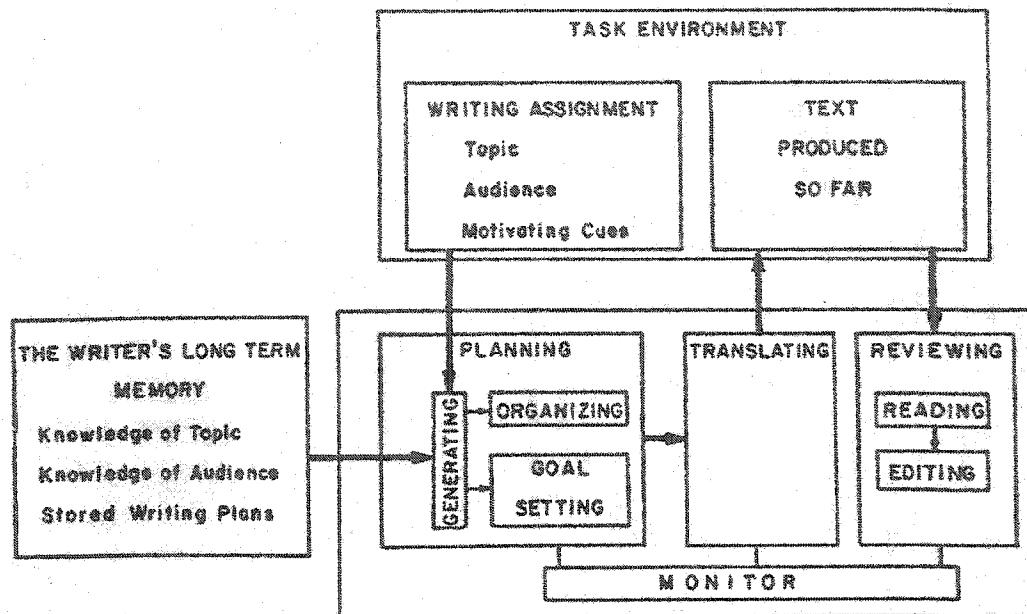 TASK ENVIRONMENT
WRITING ASSIGNMENT
Topic
Audience
Motivating Cues
TEXT
PRODUCED
SO FAR
THE WRITER'S LONG TERM
MEMORY
Knowledge of Topic
Knowledge of Audience
Stored Writing Plans
PLANNING
GENERATING
ORGANIZING
GOAL
SETTING
TRANSLATING
REVIEWING
READING
EDITING
MONITOR